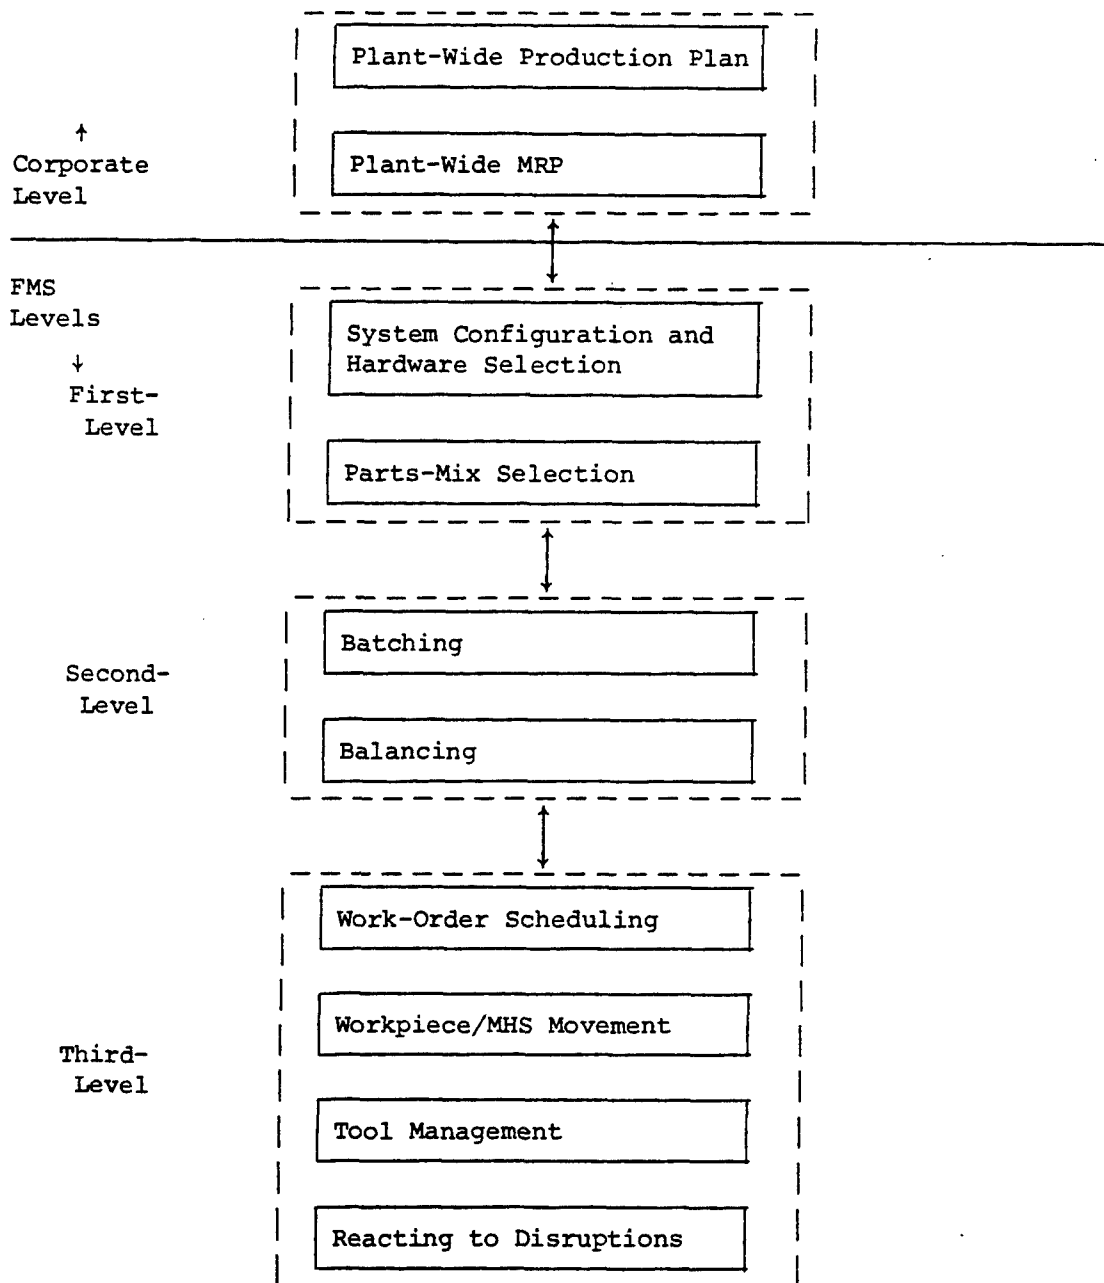 Plant-Wide Production Plan
↑
Corporate
Level
Plant-Wide MRP
FMS
Levels
↓
First-
Level
System Configuration and
Hardware Selection
Parts-Mix Selection
Second-
Level
Batching
Balancing
Third-
Level
Work-Order Scheduling
Workpiece/MHS Movement
Tool Management
Reacting to Disruptions